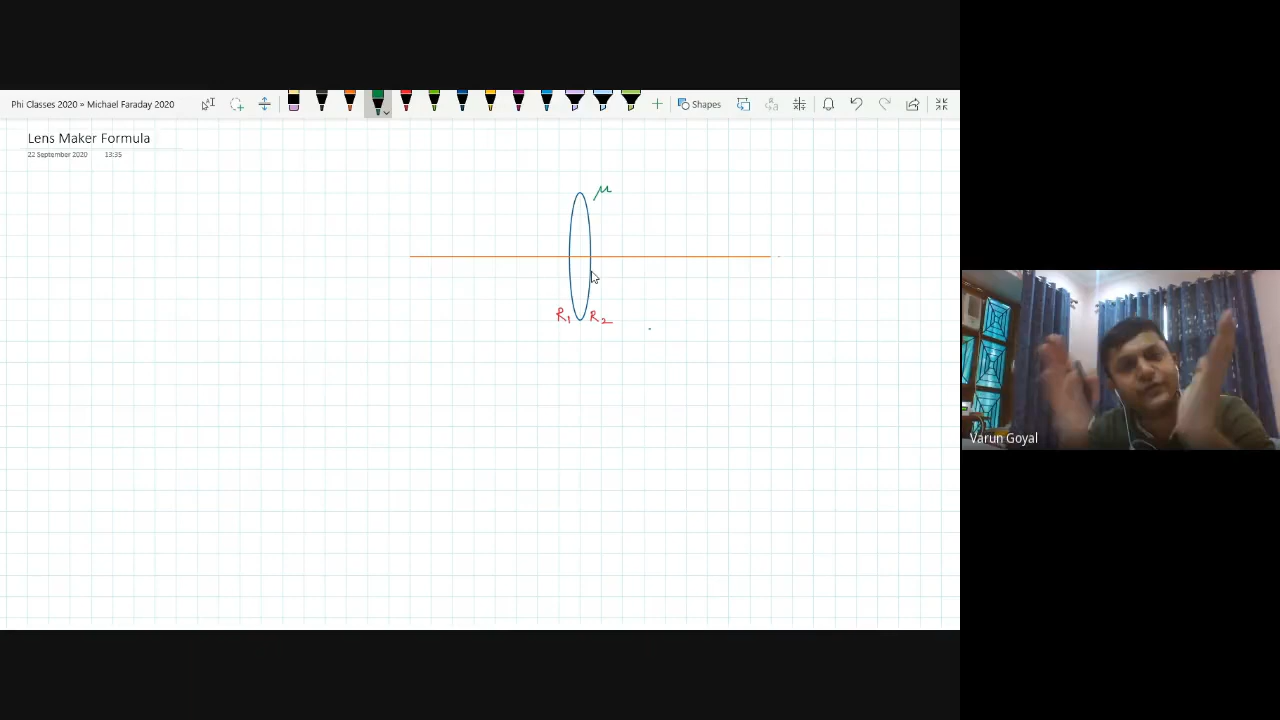 Phi Classes 2020 » Michael Faraday 2020
Shapes
Lens Maker Formula
22 September 2020 13:35
μ
R1 R2
Varun Goyal